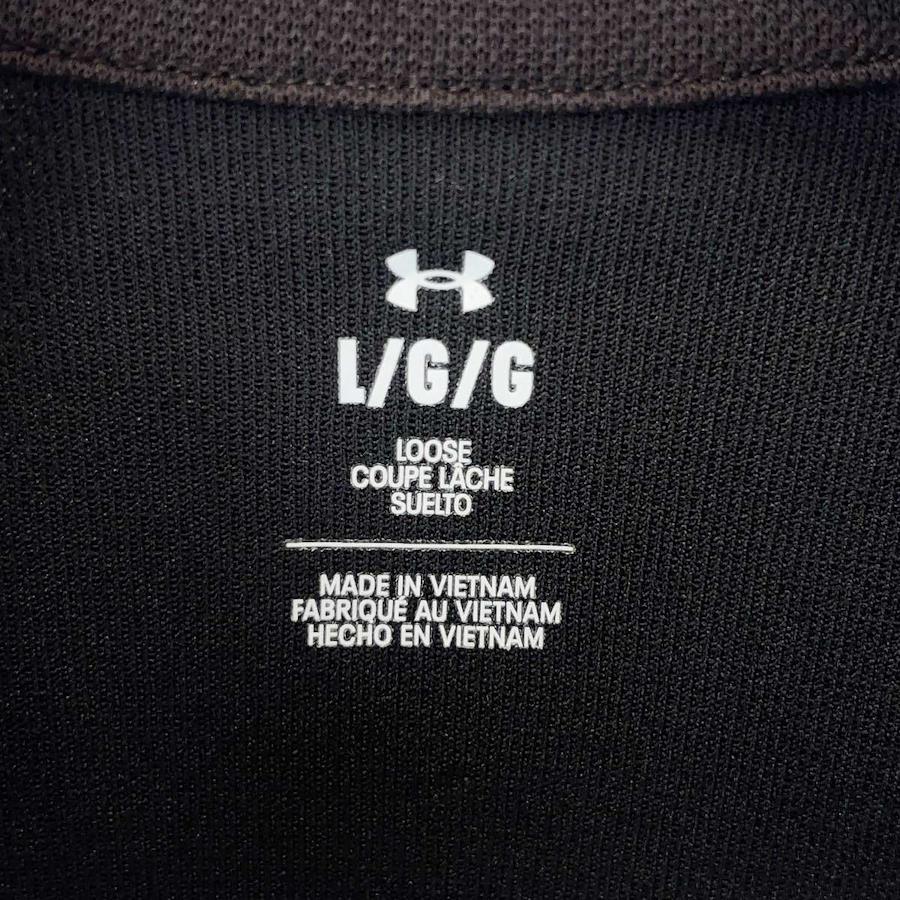 L/G/G
LOOSE
COUPE LÂCHE
SUELTO
MADE IN VIETNAM
FABRIQUÉ AU VIETNAM
HECHO EN VIETNAM